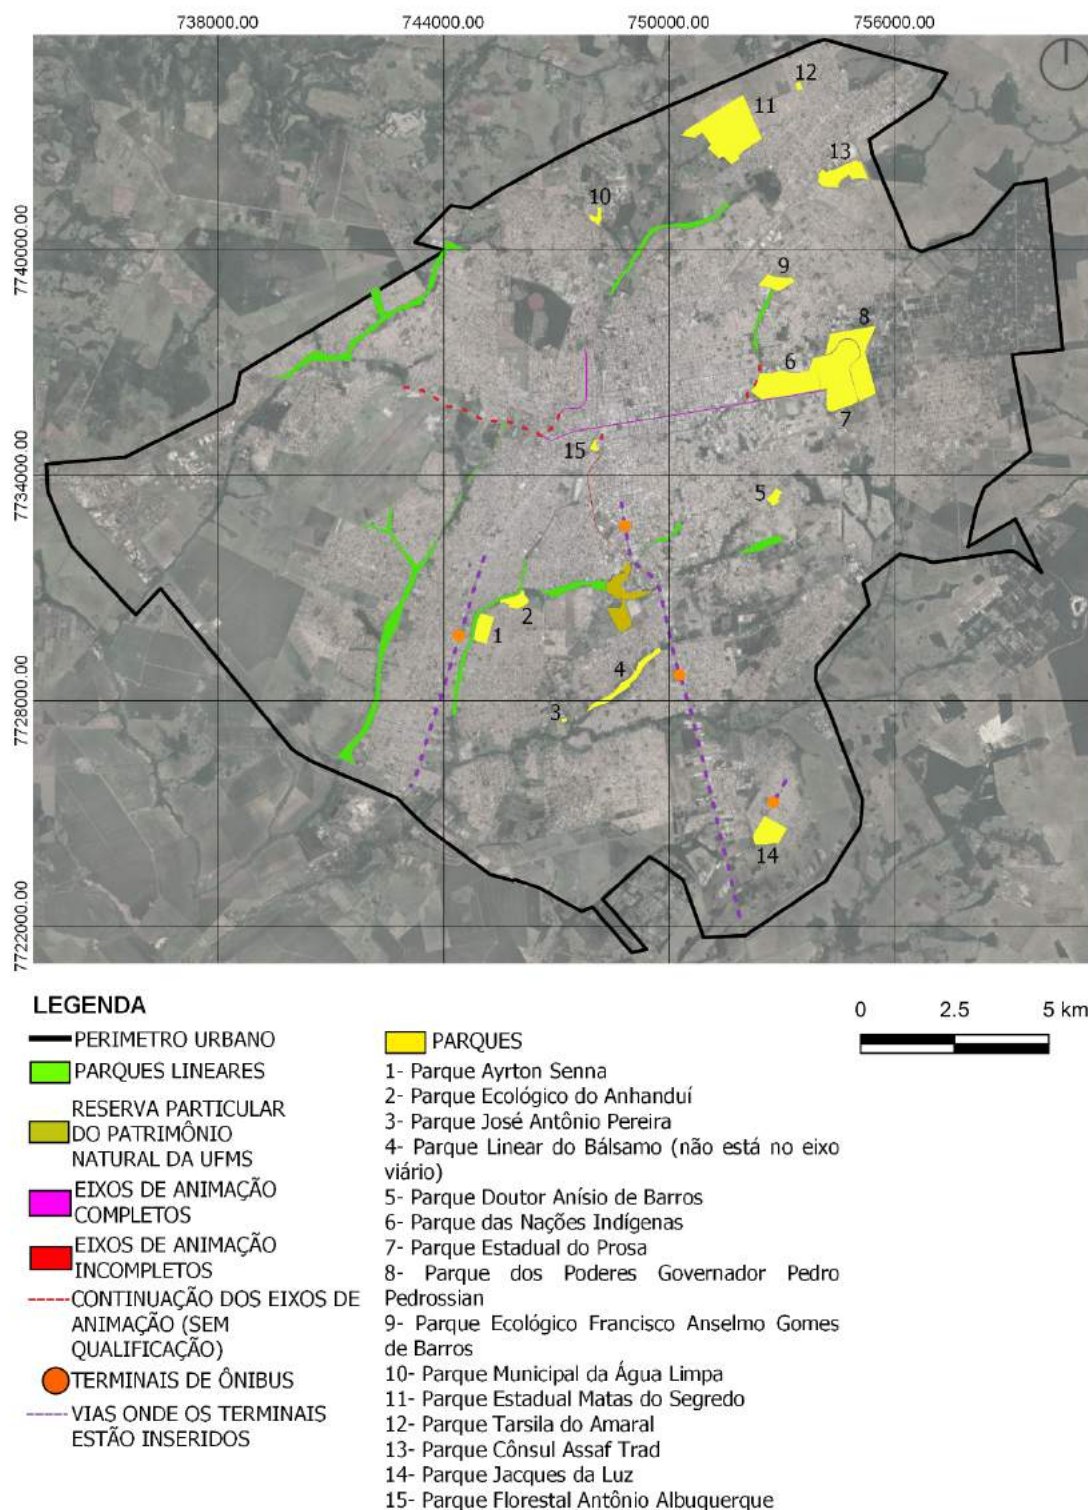 738000.00 744000.00 750000.00 756000.00
12
11
13
10
7740000.00
9
8
6
7
15
7734000.00
5
2
1
4
7728000.00
3
14
7722000.00
LEGENDA
0 2.5 5 km
PERIMETRO URBANO
PARQUES LINEARES
RESERVA PARTICULAR
DO PATRIMÔNIO
NATURAL DA UFMS
EIXOS DE ANIMAÇÃO
COMPLETOS
EIXOS DE ANIMAÇÃO
INCOMPLETOS
CONTINUAÇÃO DOS EIXOS DE
ANIMAÇÃO (SEM
QUALIFICAÇÃO)
TERMINAIS DE ÔNIBUS
VIAS ONDE OS TERMINAIS
ESTÃO INSERIDOS
PARQUES
1- Parque Ayrton Senna
2- Parque Ecológico do Anhanduí
3- Parque José Antônio Pereira
4- Parque Linear do Bálsamo (não está no eixo
viário)
5- Parque Doutor Anísio de Barros
6- Parque das Nações Indígenas
7- Parque Estadual do Prosa
8- Parque dos Poderes Governador Pedro
Pedrossian
9- Parque Ecológico Francisco Anselmo Gomes
de Barros
10- Parque Municipal da Água Limpa
11- Parque Estadual Matas do Segredo
12- Parque Tarsila do Amaral
13- Parque Cônsul Assaf Trad
14- Parque Jacques da Luz
15- Parque Florestal Antônio Albuquerque